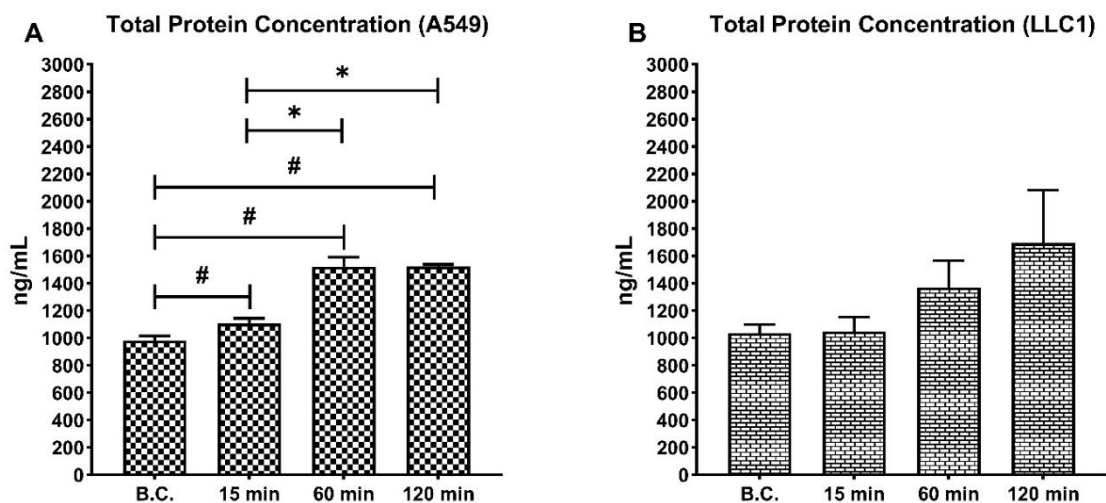 A
Total Protein Concentration (A549)
ng/mL
3000
2800
2600
2400
2200
2000
1800
1600
1400
1200
1000
800
600
400
200
0
*
*
#
#
#
B.C.
15 min
60 min
120 min
B
Total Protein Concentration (LLC1)
ng/mL
3000
2800
2600
2400
2200
2000
1800
1600
1400
1200
1000
800
600
400
200
0
B.C.
15 min
60 min
120 min